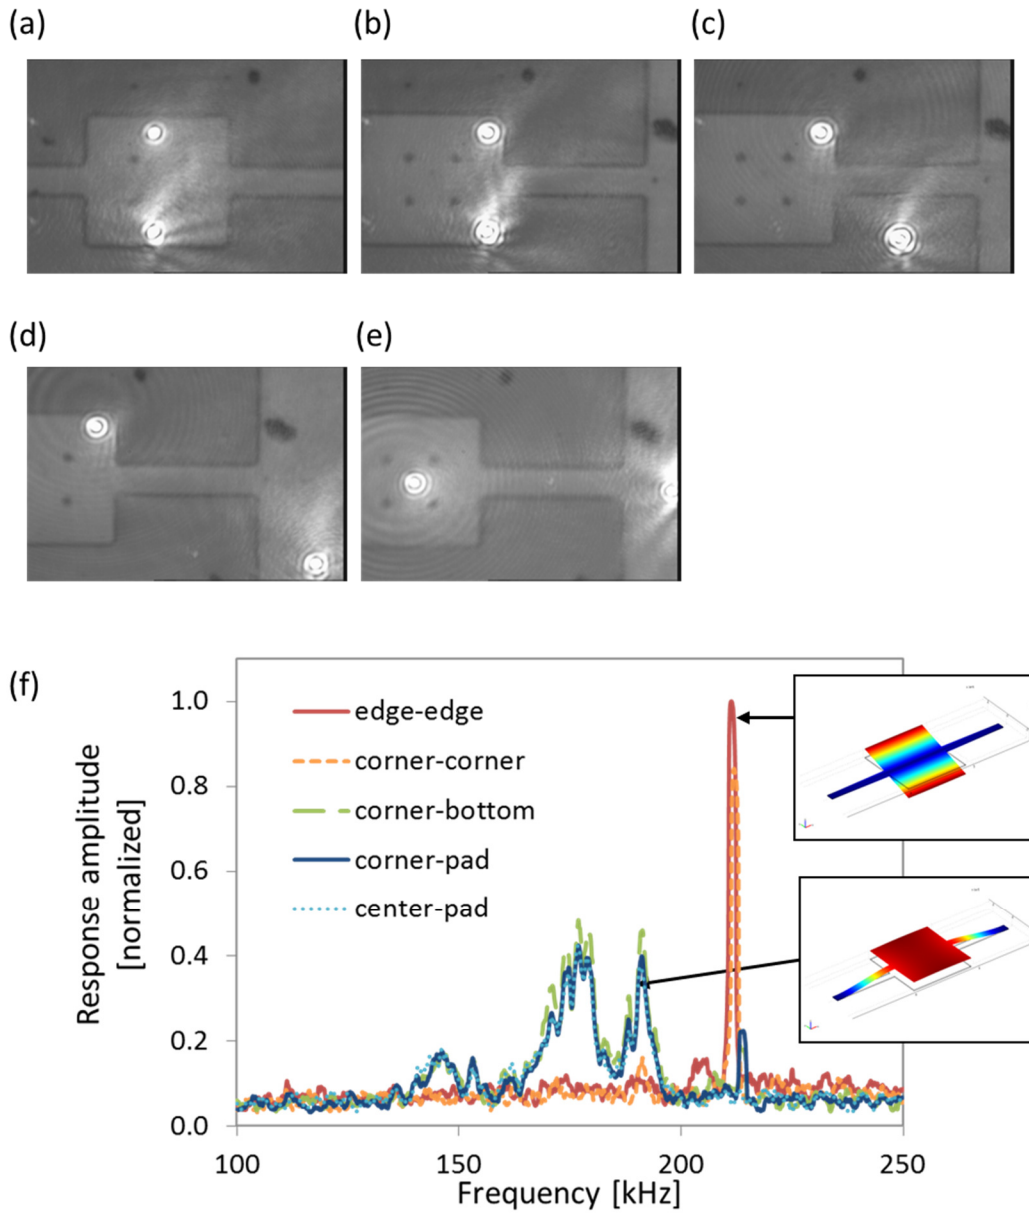 (a)
(b)
(c)
(d)
(e)
(f)
Response amplitude
[normalized]
1.0
0.8
0.6
0.4
0.2
0.0
edge-edge
corner-corner
corner-bottom
corner-pad
center-pad
100
150
200
250
Frequency [kHz]